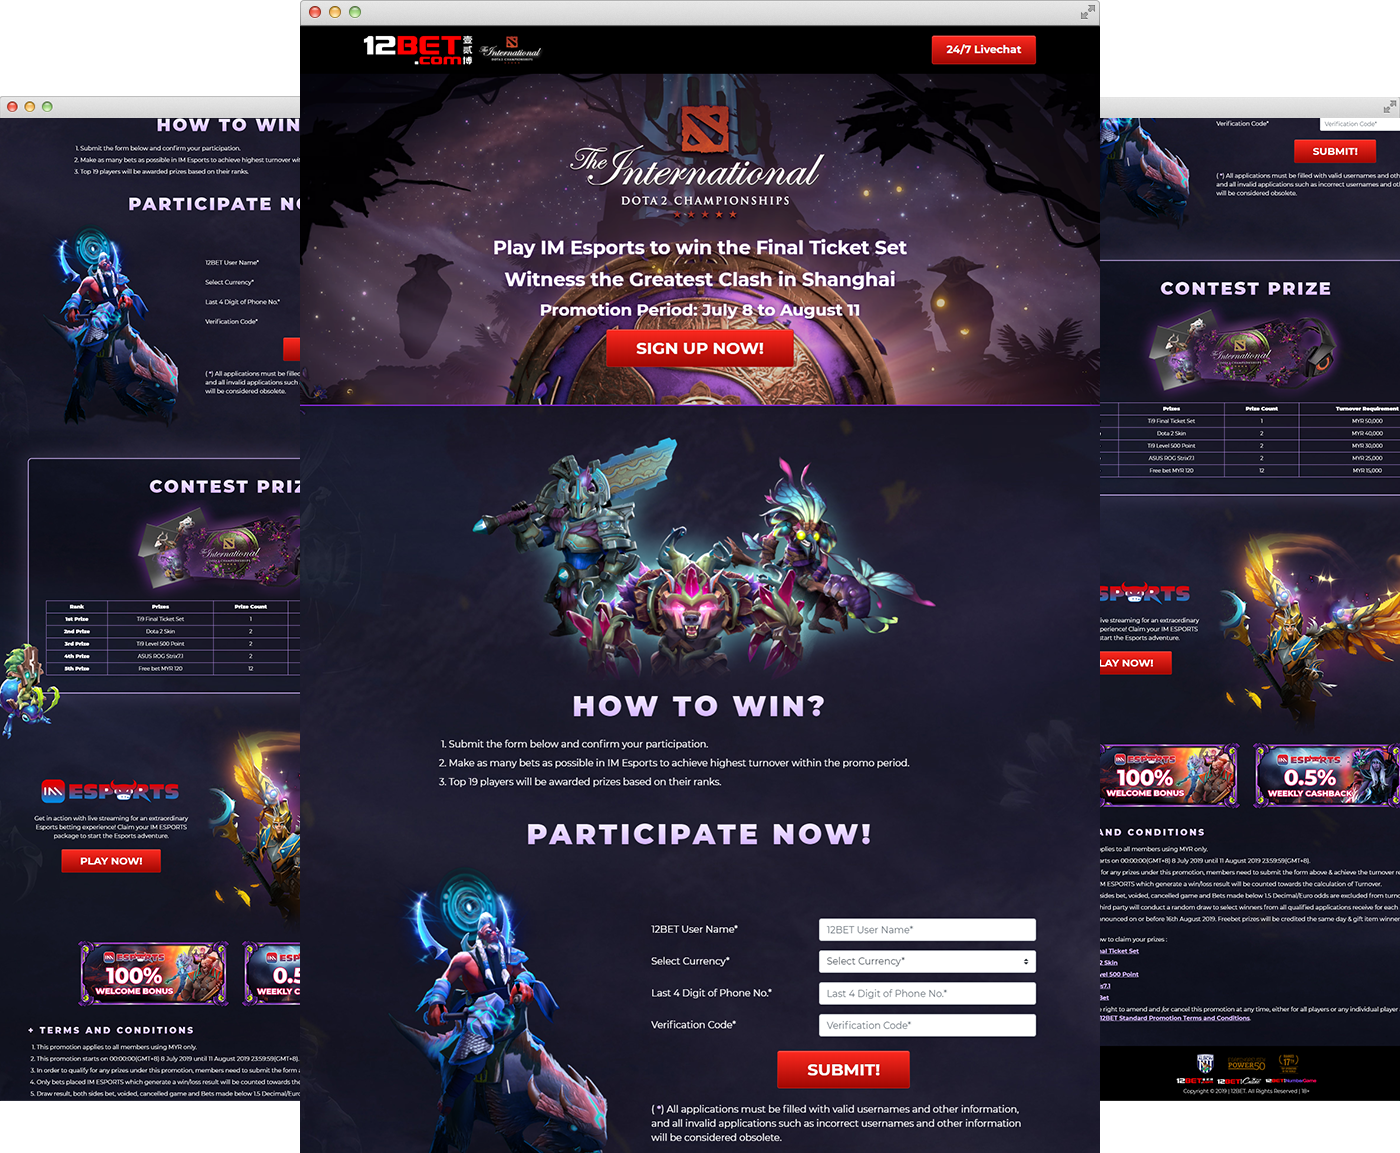 12BET
.com
壹贰博
The International
DOTA 2 CHAMPIONSHIPS
24/7 Livechat
The International
DOTA 2 CHAMPIONSHIPS
Play IM Esports to win the Final Ticket Set
Witness the Greatest Clash in Shanghai
Promotion Period: July 8 to August 11
SIGN UP NOW!
HOW TO WIN?
1. Submit the form below and confirm your participation.
2. Make as many bets as possible in IM Esports to achieve highest turnover within the promo period.
3. Top 19 players will be awarded prizes based on their ranks.
PARTICIPATE NOW!
12BET User Name* 12BET User Name*
Select Currency* Select Currency*
Last 4 Digit of Phone No.* Last 4 Digit of Phone No.*
Verification Code* Verification Code*
SUBMIT!
( *) All applications must be filled with valid usernames and other information,
and all invalid applications such as incorrect usernames and other information
will be considered obsolete.
HOW TO WIN
1. Submit the form below and confirm your participation.
2. Make as many bets as possible in IM Esports to achieve highest turnover wi
3. Top 19 players will be awarded prizes based on their ranks.
PARTICIPATE NO
12BET User Name*
Select Currency*
Last 4 Digit of Phone No.*
Verification Code*
( *) All applications must be filled
and all invalid applications such
will be considered obsolete.
CONTEST PRIZ
The International
DOTA 2 CHAMPIONSHIPS
Rank Prizes Prize Count
1st Prize Ti9 Final Ticket Set 1
2nd Prize Dota 2 Skin 2
3rd Prize Ti9 Level 500 Point 2
4th Prize ASUS ROG Strix7.1 2
5th Prize Free bet MYR 120 12
IM ESPORTS
Get in action with live streaming for an extraordinary
Esports betting experience! Claim your IM ESPORTS
package to start the Esports adventure.
PLAY NOW!
IM ESPORTS
100%
WELCOME BONUS
IM ES
0.5
WEEKLY C
+ TERMS AND CONDITIONS
1. This promotion applies to all members using MYR only.
2. This promotion starts on 00:00:00(GMT+8) 8 July 2019 until 11 August 2019 23:59:59(GMT+8).
3. In order to qualify for any prizes under this promotion, members need to submit the form a
4. Only bets placed IM ESPORTS which generate a win/loss result will be counted towards the
5. Draw result, both sides bet, voided, cancelled game and Bets made below 1.5 Decimal/Euro
Verification Code* Verification Code*
SUBMIT!
( *) All applications must be filled with valid usernames and oth
and all invalid applications such as incorrect usernames and oth
will be considered obsolete.
CONTEST PRIZE
The International
DOTA 2 CHAMPIONSHIPS
Prizes Prize Count Turnover Requirement
Ti9 Final Ticket Set 1 MYR 50,000
Dota 2 Skin 2 MYR 40,000
Ti9 Level 500 Point 2 MYR 30,000
ASUS ROG Strix7.1 2 MYR 25,000
Free bet MYR 120 12 MYR 15,000
SPORTS
ive streaming for an extraordinary
perience! Claim your IM ESPORTS
start the Esports adventure.
LAY NOW!
IM ESPORTS
100%
WELCOME BONUS
IM ESPORTS
0.5%
WEEKLY CASHBACK
AND CONDITIONS
pplies to all members using MYR only.
arts on 00:00:00(GMT+8) 8 July 2019 until 11 August 2019 23:59:59(GMT+8).
for any prizes under this promotion, members need to submit the form above & achieve the turnover re
IM ESPORTS which generate a win/loss result will be counted towards the calculation of Turnover.
sides bet, voided, cancelled game and Bets made below 1.5 Decimal/Euro odds are excluded from turno
hird party will conduct a random draw to select winners from all qualified applications receive for each
nounced on or before 16th August 2019. Freebet prizes will be credited the same day & gift item winner
ow to claim your prizes :
al Ticket Set
2 Skin
vel 500 Point
x7.1
Bet
e right to amend and /or cancel this promotion at any time, either for all players or any individual player
12BET Standard Promotion Terms and Conditions.
POWER50
17
12BET 12BET Casino 12BET NumberGame
Copyright © 2019 | 12BET. All Rights Reserved | 18+